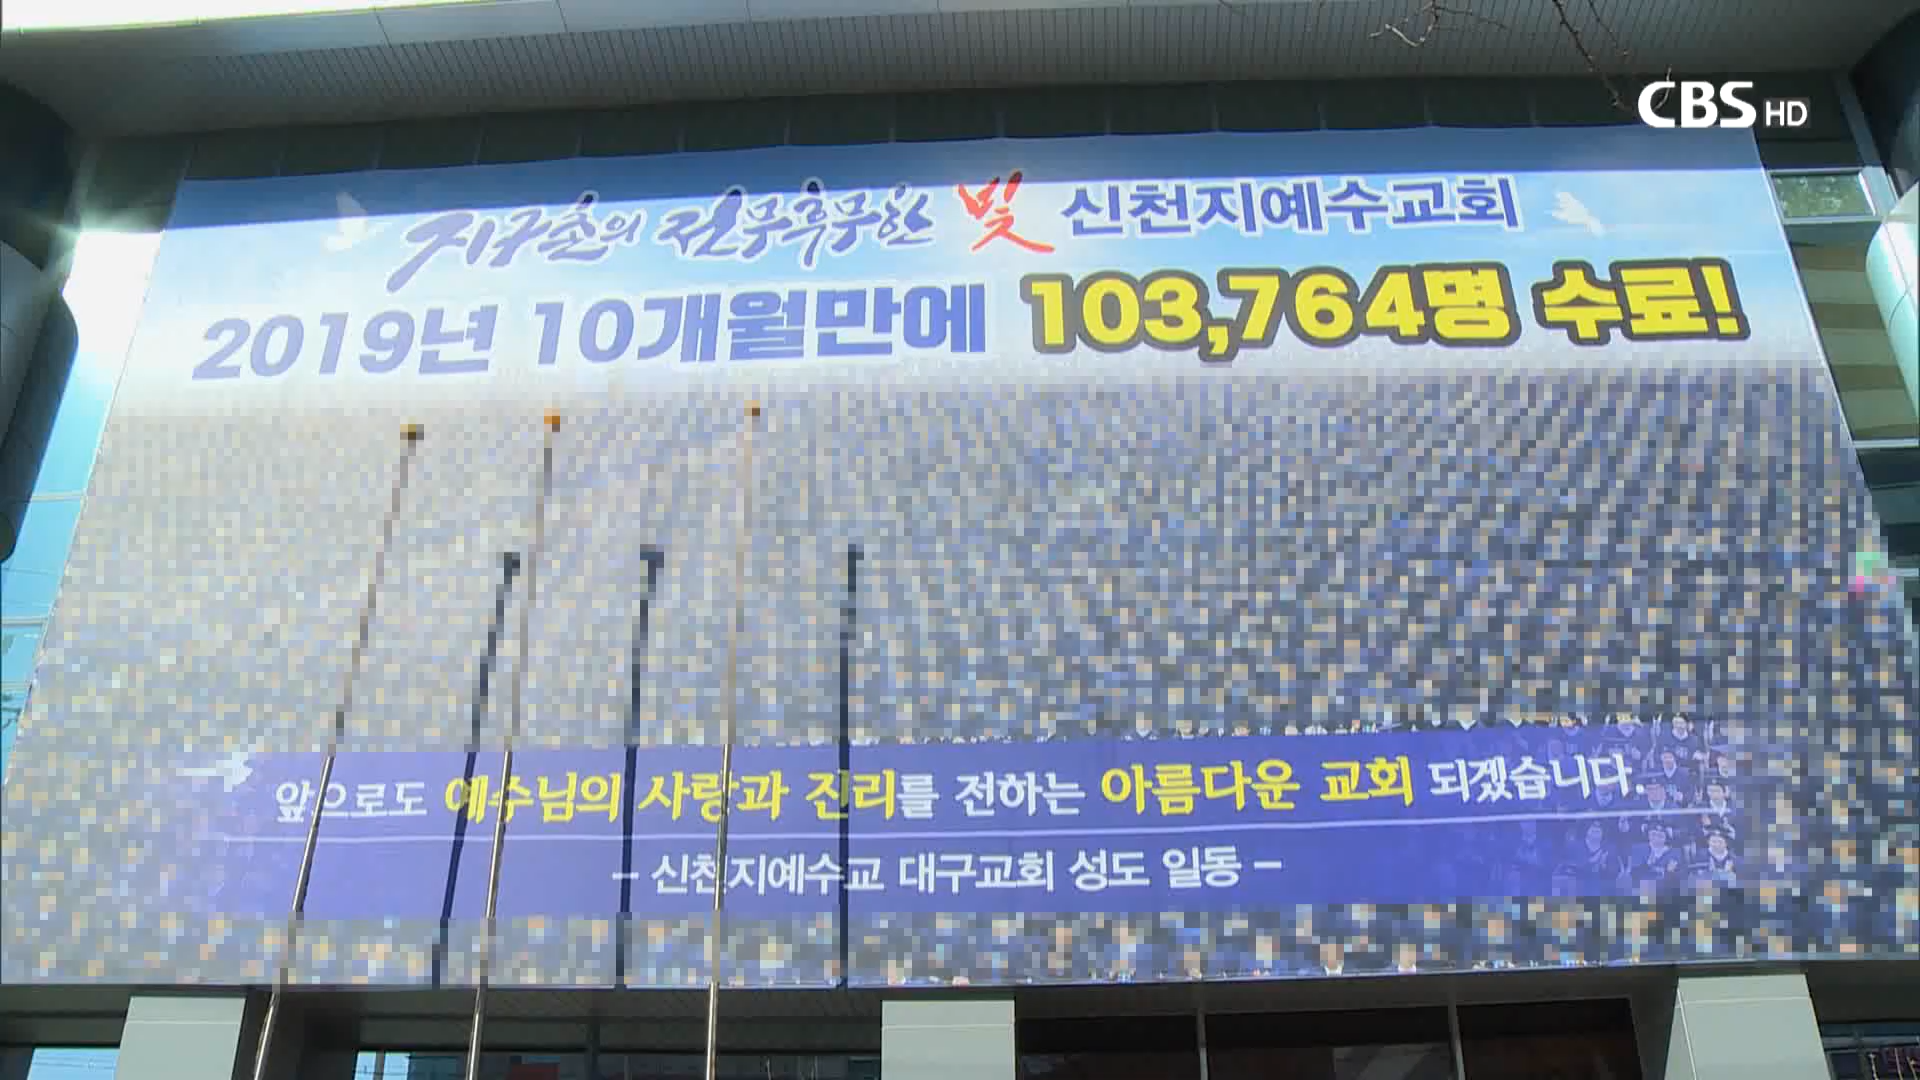 CBS HD
지구촌의 전무후무한 빛 신천지예수교회
2019년 10개월만에 103,764명 수료!
앞으로도 예수님의 사랑과 진리를 전하는 아름다운 교회 되겠습니다.
- 신천지예수교 대구교회 성도 일동 -